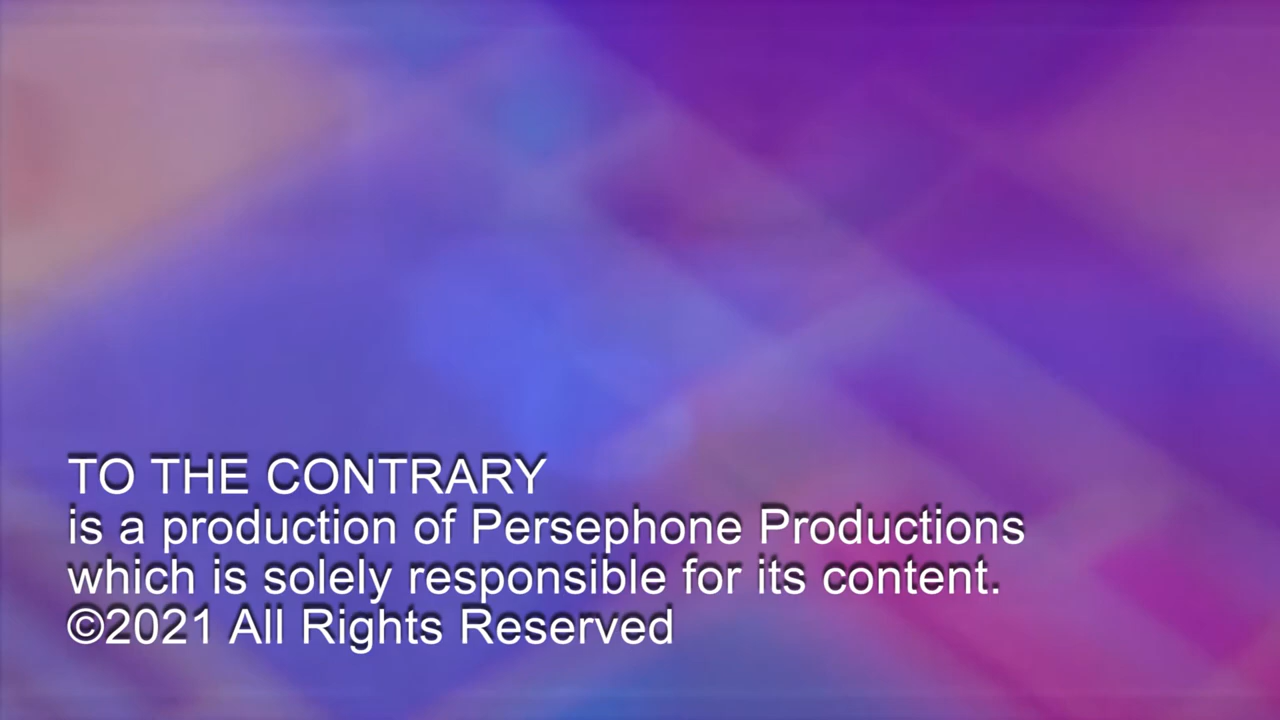 TO THE CONTRARY
is a production of Persephone Productions
which is solely responsible for its content.
©2021 All Rights Reserved